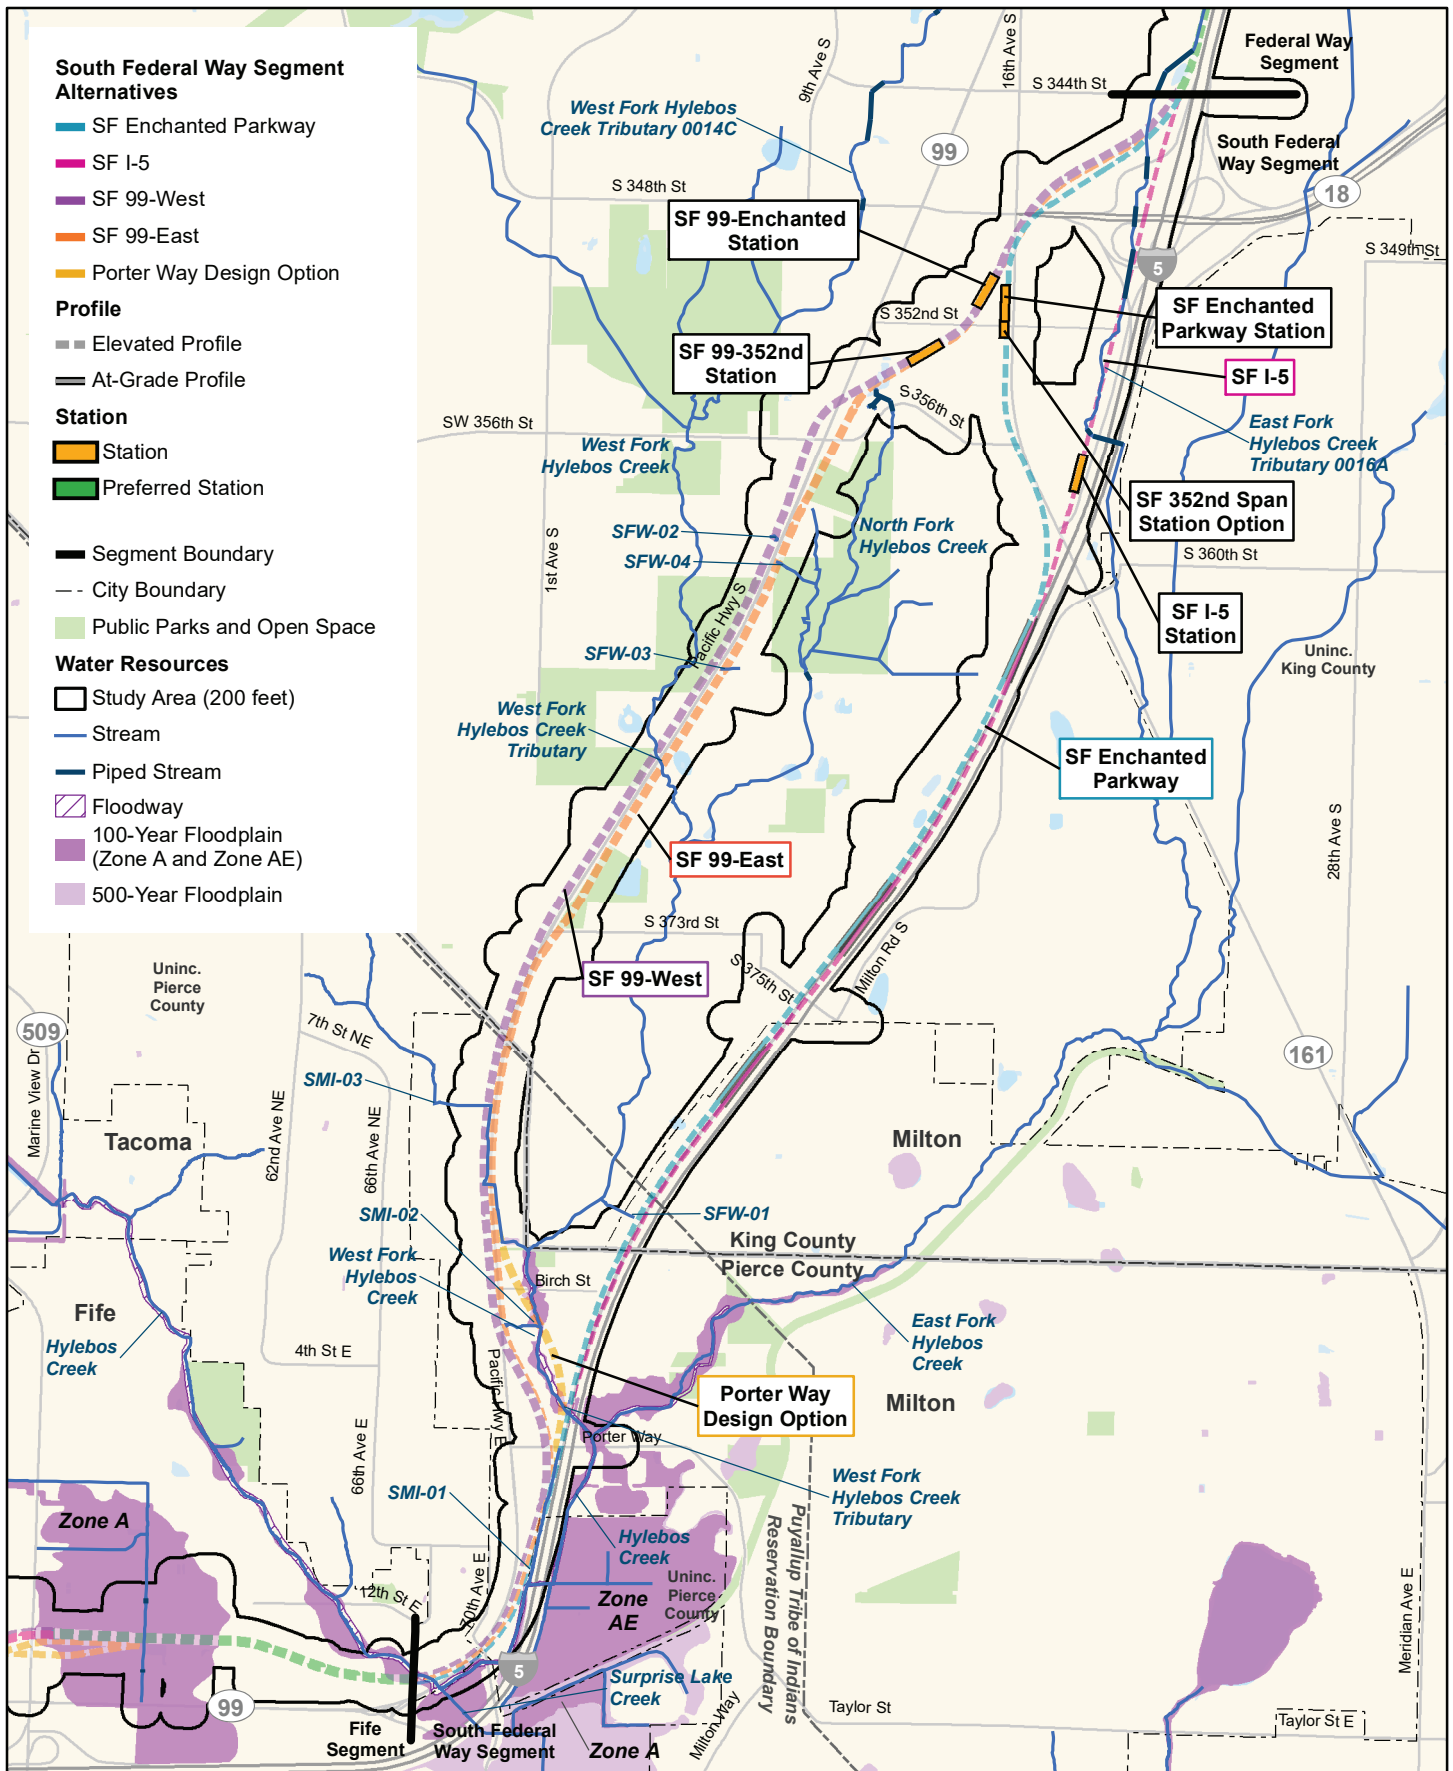 South Federal Way Segment
Alternatives
SF Enchanted Parkway
SF I-5
SF 99-West
SF 99-East
Porter Way Design Option
Profile
Elevated Profile
At-Grade Profile
Station
Station
Preferred Station
Segment Boundary
City Boundary
Public Parks and Open Space
Water Resources
Study Area (200 feet)
Stream
Piped Stream
Floodway
100-Year Floodplain
(Zone A and Zone AE)
500-Year Floodplain
Federal Way
Segment
S 344th St
16th Ave S
9th Ave S
West Fork Hylebos
Creek Tributary 0014C
99
South Federal
Way Segment
18
S 348th St
SF 99-Enchanted
Station
S 349th St
5
S 352nd St
SF Enchanted
Parkway Station
SF 99-352nd
Station
SF I-5
S 356th St
SW 356th St
East Fork
Hylebos Creek
Tributary 0016A
West Fork
Hylebos Creek
SF 352nd Span
Station Option
North Fork
Hylebos Creek
SFW-02
SFW-04
1st Ave S
S 360th St
SF I-5
Station
Pacific Hwy S
SFW-03
Uninc.
King County
West Fork
Hylebos Creek
Tributary
SF Enchanted
Parkway
28th Ave S
SF 99-East
S 373rd St
Milton Rd S
S 375th St
SF 99-West
Uninc.
Pierce
County
509
Marine View Dr
7th St NE
161
SMI-03
62nd Ave NE
66th Ave NE
Tacoma
Milton
SMI-02
SFW-01
King County
Pierce County
West Fork
Hylebos
Creek
Birch St
Fife
Hylebos
Creek
4th St E
East Fork
Hylebos
Creek
Pacific Hwy E
Porter Way
Design Option
Milton
Porter Way
66th Ave E
SMI-01
West Fork
Hylebos Creek
Tributary
Zone A
Hylebos
Creek
Puyallup Tribe of Indians
Reservation Boundary
70th Ave E
Uninc.
Pierce
County
12th St E
Zone
AE
Meridian Ave E
5
Surprise Lake
Creek
99
Milton Way
Taylor St
Taylor St E
Fife
Segment
South Federal
Way Segment
Zone A